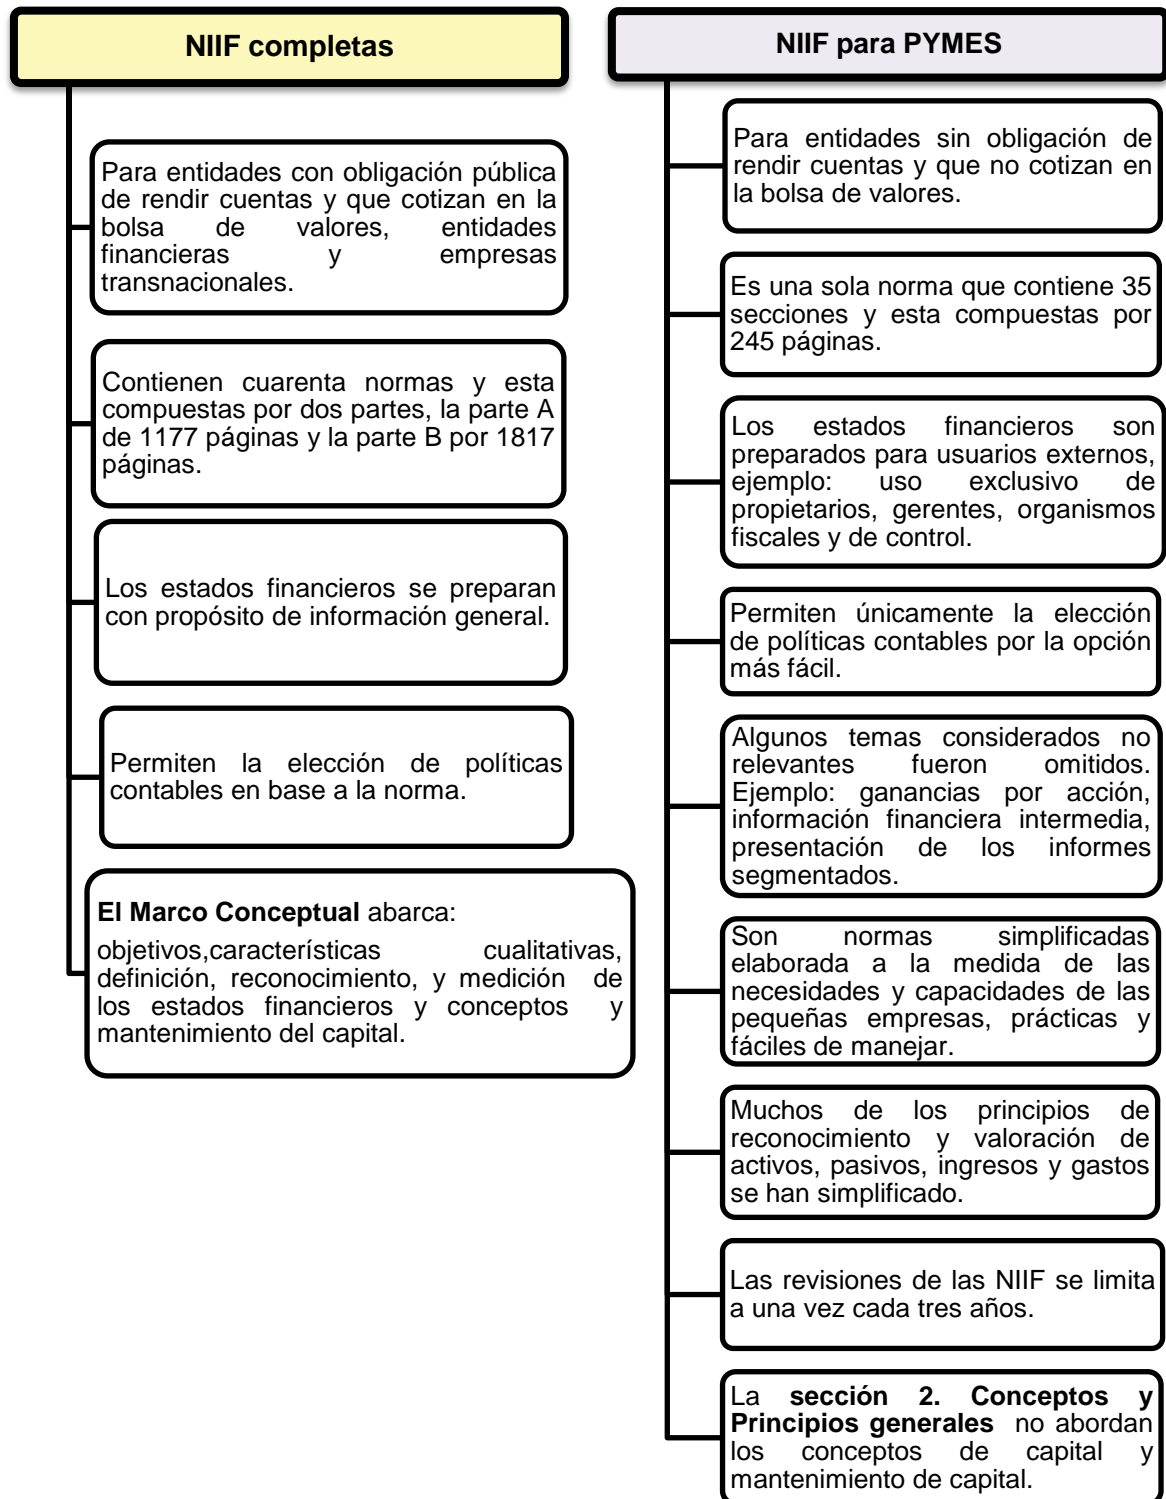 NIIF completas
Para entidades con obligación pública
de rendir cuentas y que cotizan en la
bolsa de valores, entidades
financieras y empresas
transnacionales.
Contienen cuarenta normas y esta
compuestas por dos partes, la parte A
de 1177 páginas y la parte B por 1817
páginas.
Los estados financieros se preparan
con propósito de información general.
Permiten la elección de políticas
contables en base a la norma.
El Marco Conceptual abarca:
objetivos,características cualitativas,
definición, reconocimiento, y medición de
los estados financieros y conceptos y
mantenimiento del capital.
NIIF para PYMES
Para entidades sin obligación de
rendir cuentas y que no cotizan en
la bolsa de valores.
Es una sola norma que contiene 35
secciones y esta compuestas por
245 páginas.
Los estados financieros son
preparados para usuarios externos,
ejemplo: uso exclusivo de
propietarios, gerentes, organismos
fiscales y de control.
Permiten únicamente la elección
de políticas contables por la opción
más fácil.
Algunos temas considerados no
relevantes fueron omitidos.
Ejemplo: ganancias por acción,
información financiera intermedia,
presentación de los informes
segmentados.
Son normas simplificadas
elaborada a la medida de las
necesidades y capacidades de las
pequeñas empresas, prácticas y
fáciles de manejar.
Muchos de los principios de
reconocimiento y valoración de
activos, pasivos, ingresos y gastos
se han simplificado.
Las revisiones de las NIIF se limita
a una vez cada tres años.
La sección 2. Conceptos y
Principios generales no abordan
los conceptos de capital y
mantenimiento de capital.